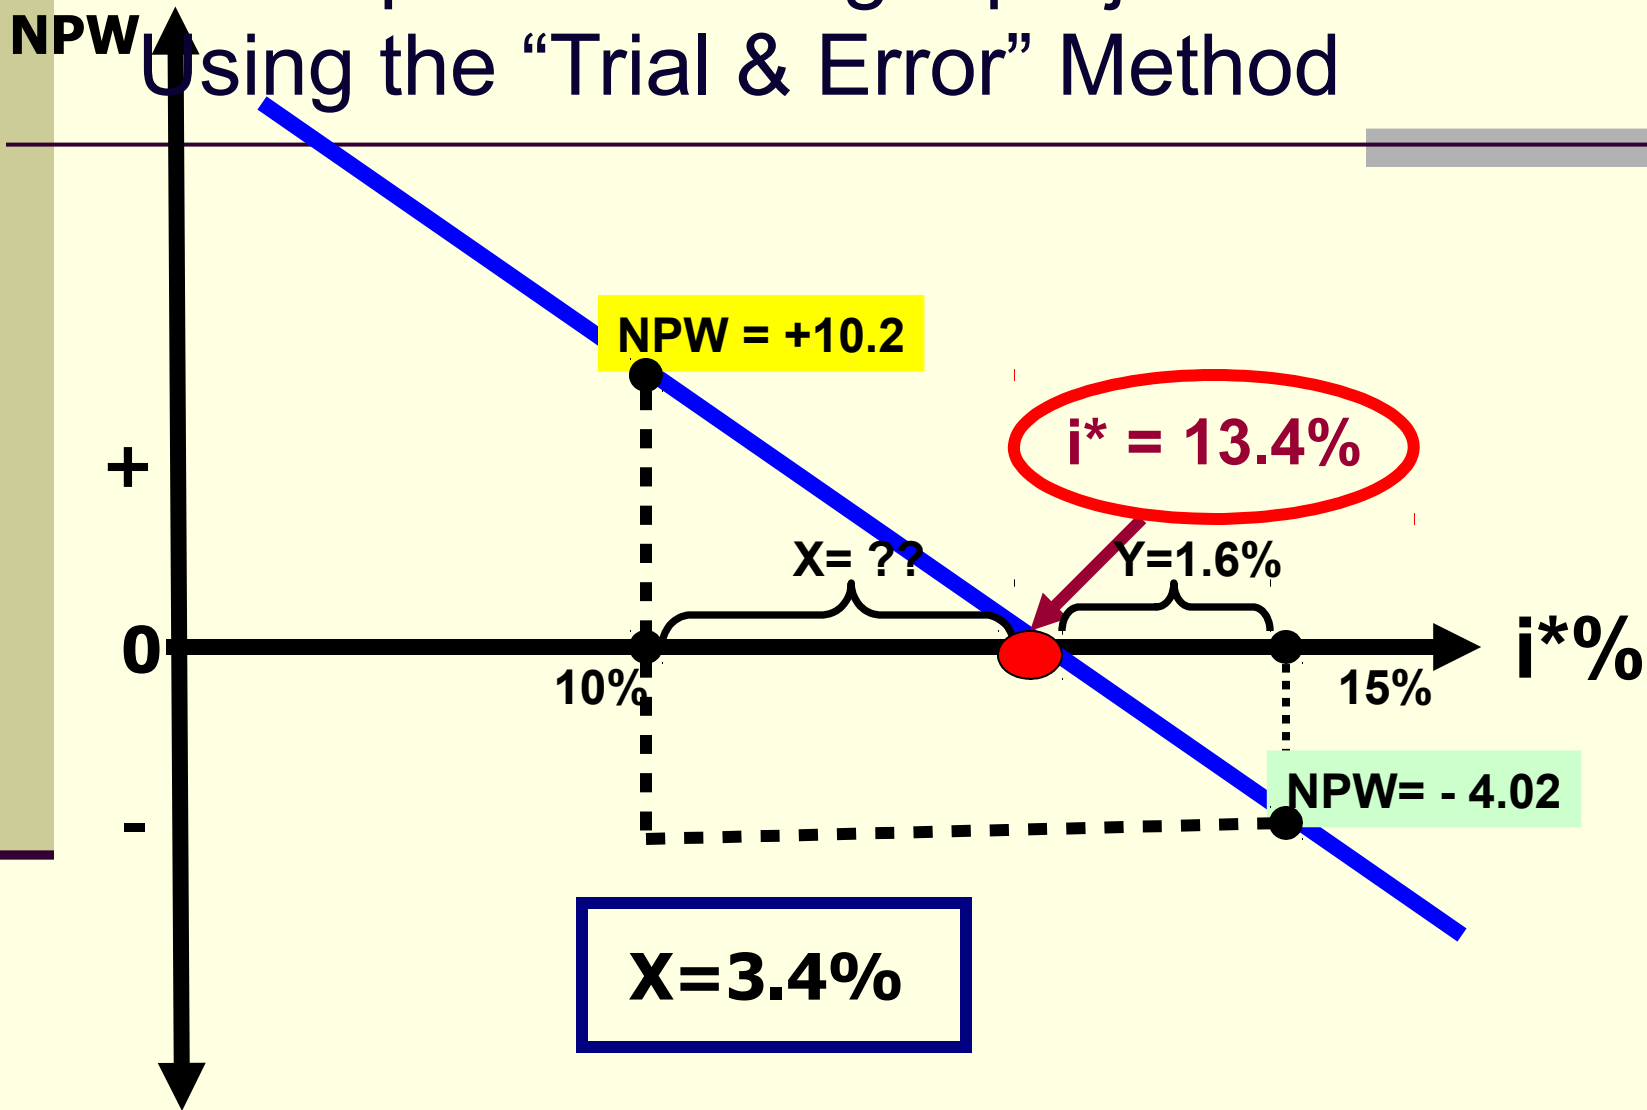 NPW
Using the “Trial & Error” Method
NPW = +10.2
i* = 13.4%
+
X= ??
Y=1.6%
0
i*%
10%
15%
NPW= - 4.02
-
X=3.4%